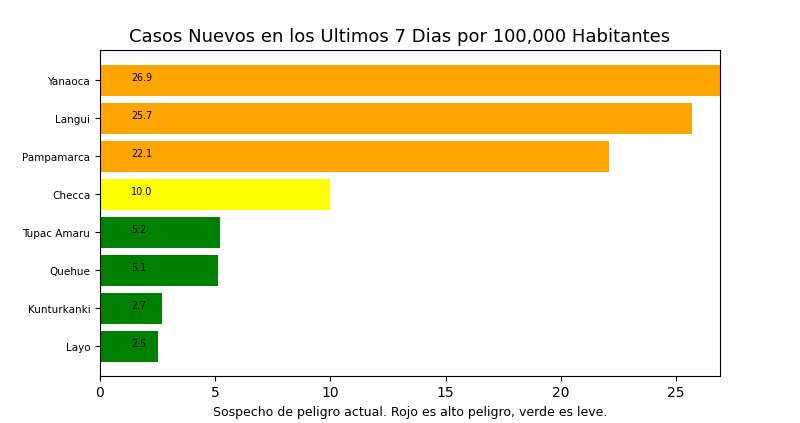 Casos Nuevos en los Ultimos 7 Dias por 100,000 Habitantes
Yanaoca 26.9
Langui 25.7
Pampamarca 22.1
Checca 10.0
Tupac Amaru 5.2
Quehue 5.1
Kunturkanki 2.7
Layo 2.5
0 5 10 15 20 25
Sospecho de peligro actual. Rojo es alto peligro, verde es leve.